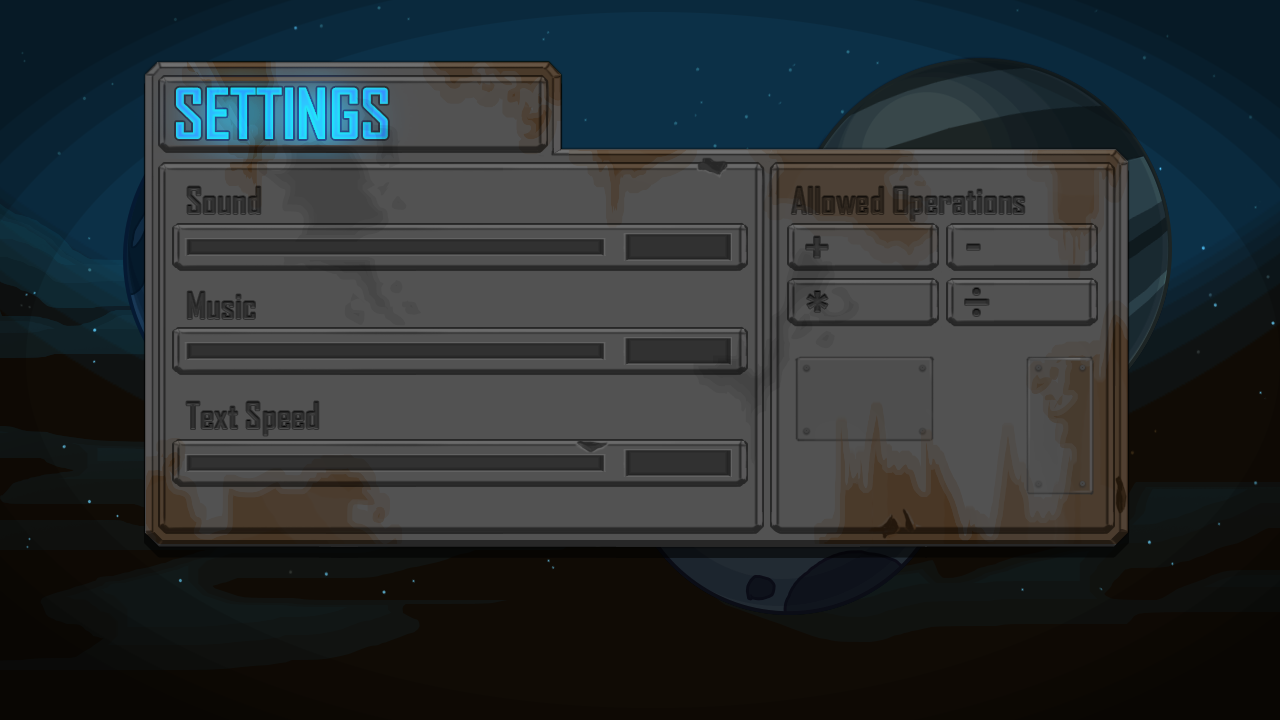 SETTINGS
Sound
Music
Text Speed
Allowed Operations
+ -
* ÷